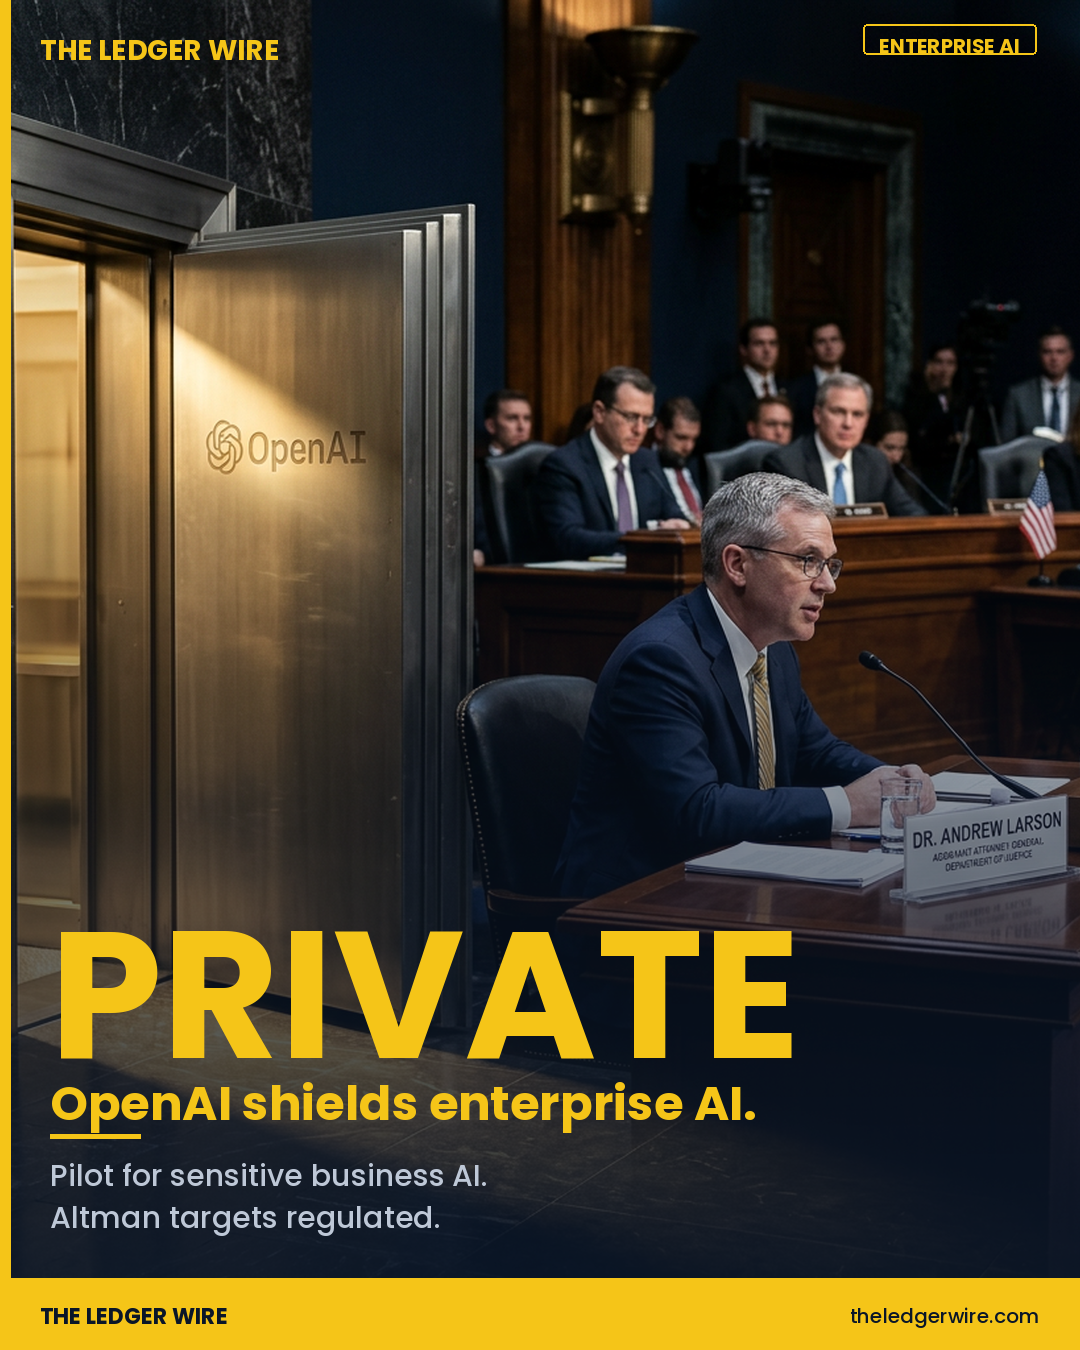 THE LEDGER WIRE
ENTERPRISE AI
OpenAI
DR. ANDREW LARSON
PRIVATE
OpenAI shields enterprise AI.
Pilot for sensitive business AI.
Altman targets regulated.
THE LEDGER WIRE
theledgerwire.com